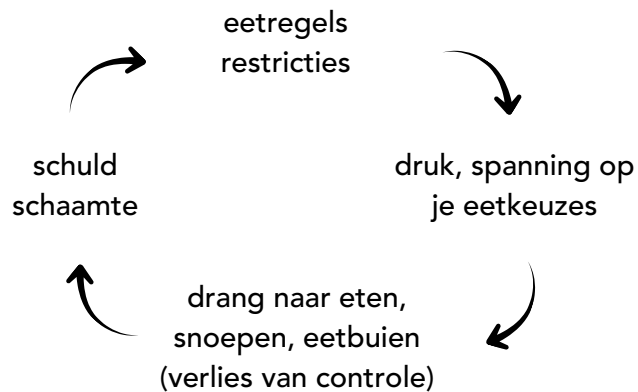 eetregels
restricties
druk, spanning op
je eetkeuzes
drang naar eten,
snoepen, eetbuien
(verlies van controle)
schuld
schaamte